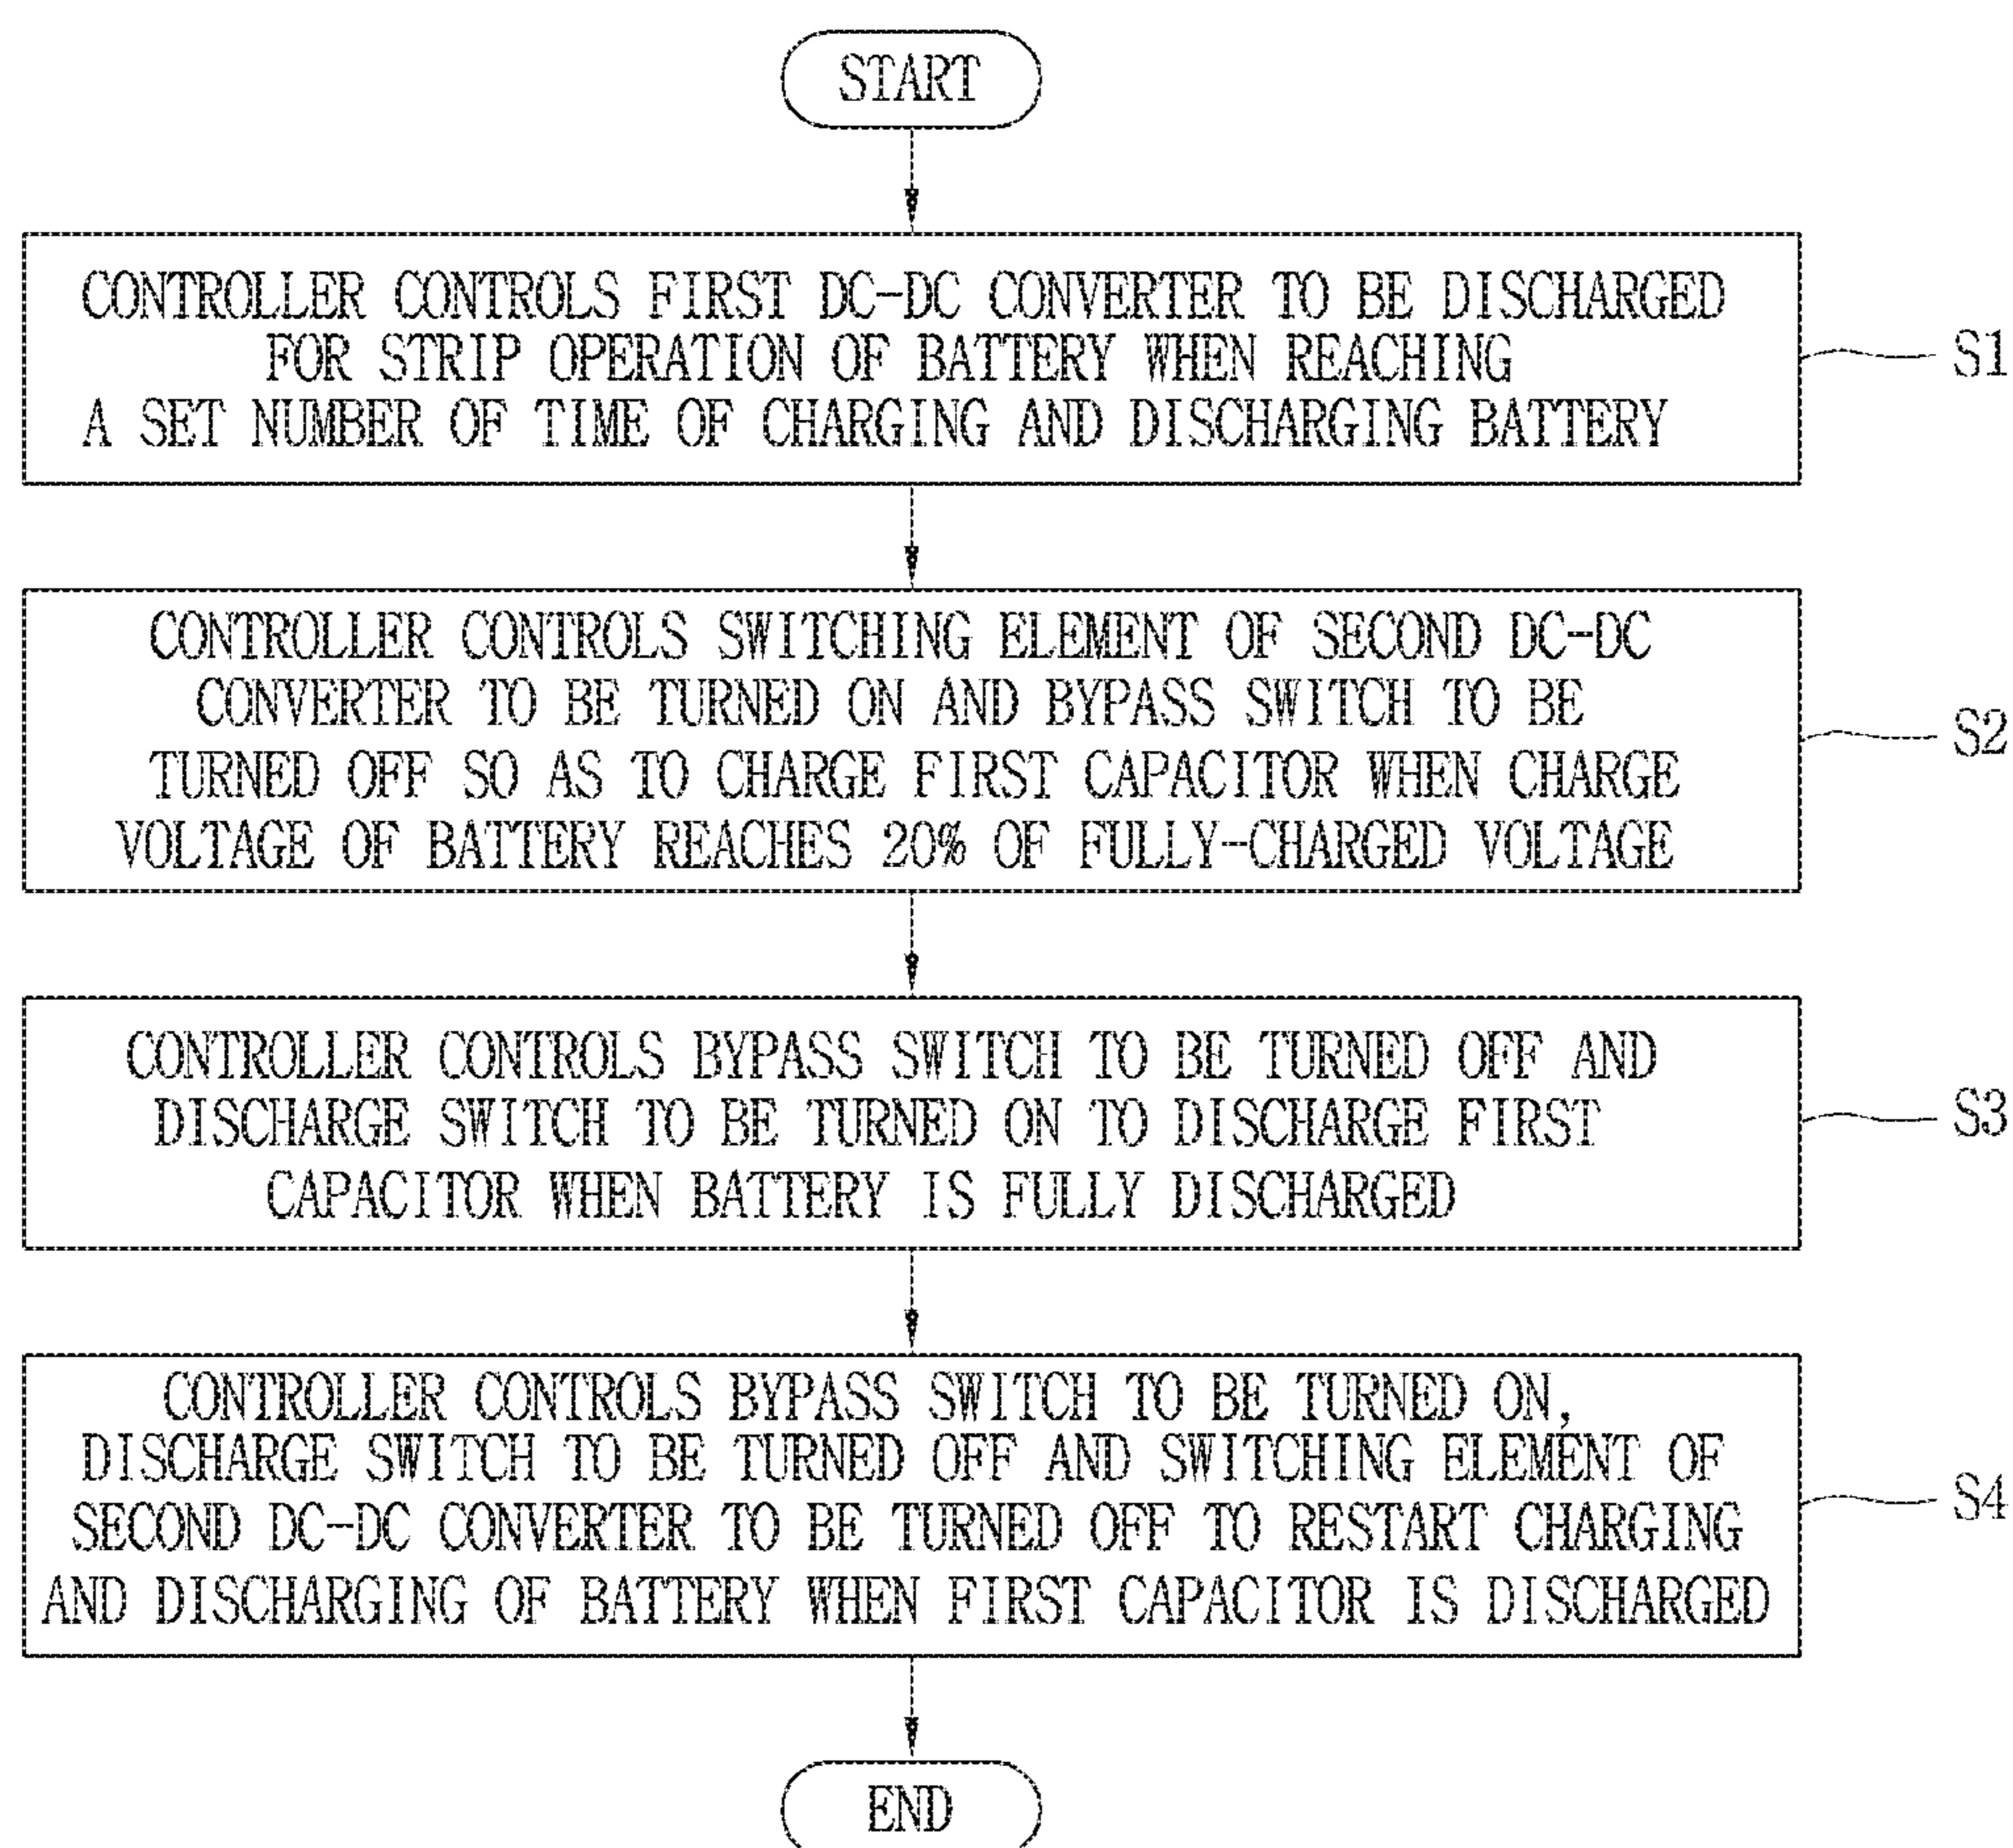 START
CONTROLLER CONTROLS FIRST DC-DC CONVERTER TO BE DISCHARGED
FOR STRIP OPERATION OF BATTERY WHEN REACHING
A SET NUMBER OF TIME OF CHARGING AND DISCHARGING BATTERY
S1
CONTROLLER CONTROLS SWITCHING ELEMENT OF SECOND DC-DC
CONVERTER TO BE TURNED ON AND BYPASS SWITCH TO BE
TURNED OFF SO AS TO CHARGE FIRST CAPACITOR WHEN CHARGE
VOLTAGE OF BATTERY REACHES 20% OF FULLY-CHARGED VOLTAGE
S2
CONTROLLER CONTROLS BYPASS SWITCH TO BE TURNED OFF AND
DISCHARGE SWITCH TO BE TURNED ON TO DISCHARGE FIRST
CAPACITOR WHEN BATTERY IS FULLY DISCHARGED
S3
CONTROLLER CONTROLS BYPASS SWITCH TO BE TURNED ON,
DISCHARGE SWITCH TO BE TURNED OFF AND SWITCHING ELEMENT OF
SECOND DC-DC CONVERTER TO BE TURNED OFF TO RESTART CHARGING
AND DISCHARGING OF BATTERY WHEN FIRST CAPACITOR IS DISCHARGED
S4
END